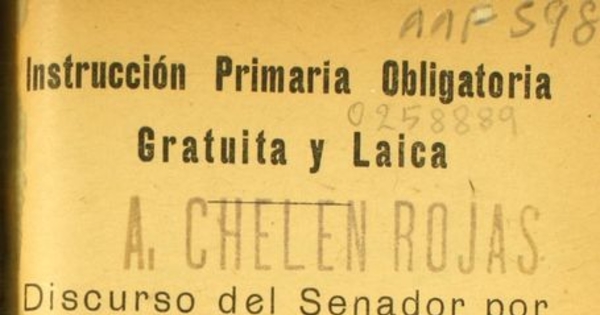 AAF 598
Instrucción Primaria Obligatoria
0258889
Gratuita y Laica
A. CHELEN ROJAS
Discurso del Senador por